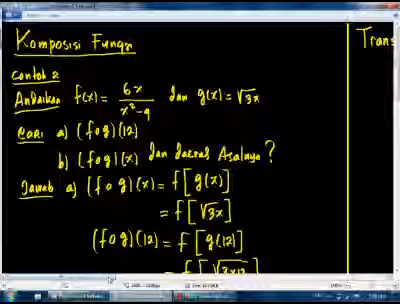 Komposisi Fungsi
Trans
Contoh 2
Andaikan f(x) = 6x / x² - 9 dan g(x) = √3x
Cari a) (f o g)(12)
b) (f o g)(x) dan daerah Asalnya ?
Jawab a) (f o g)(x) = f [ g(x) ]
= f [ √3x ]
(f o g)(12) = f [ g(12) ]
= f [ √3x12 ]